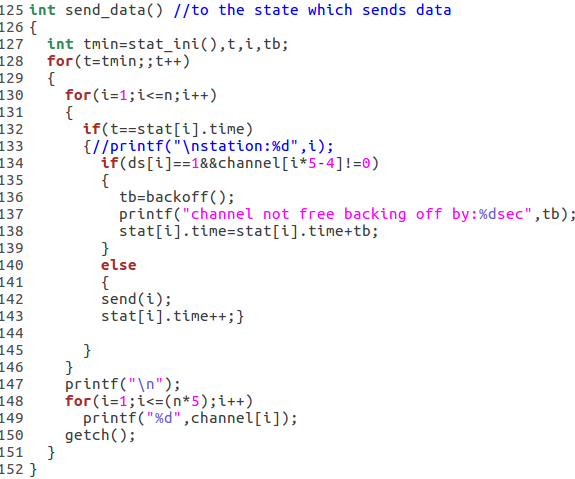 125 int send_data() //to the state which sends data
126 {
127   int tmin=stat_ini(),t,i,tb;
128   for(t=tmin;;t++)
129   {
130     for(i=1;i<=n;i++)
131     {
132       if(t==stat[i].time)
133       {//printf("\nstation:%d",i);
134         if(ds[i]==1&&channel[i*5-4]!=0)
135         {
136           tb=backoff();
137           printf("channel not free backing off by:%dsec",tb);
138           stat[i].time=stat[i].time+tb;
139         }
140         else
141         {
142         send(i);
143         stat[i].time++;}
144
145       }
146     }
147     printf("\n");
148     for(i=1;i<=(n*5);i++)
149       printf("%d",channel[i]);
150     getch();
151   }
152 }